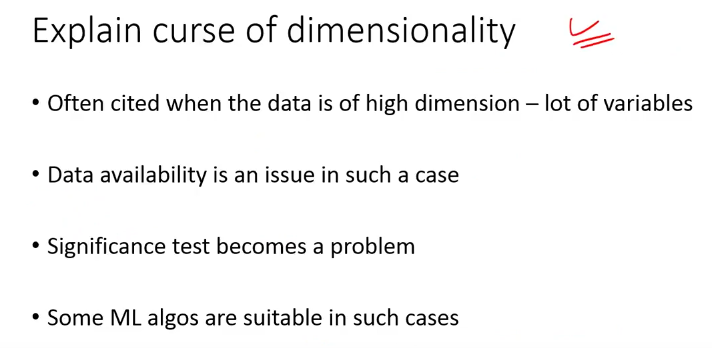 Explain curse of dimensionality
• Often cited when the data is of high dimension – lot of variables
• Data availability is an issue in such a case
• Significance test becomes a problem
• Some ML algos are suitable in such cases